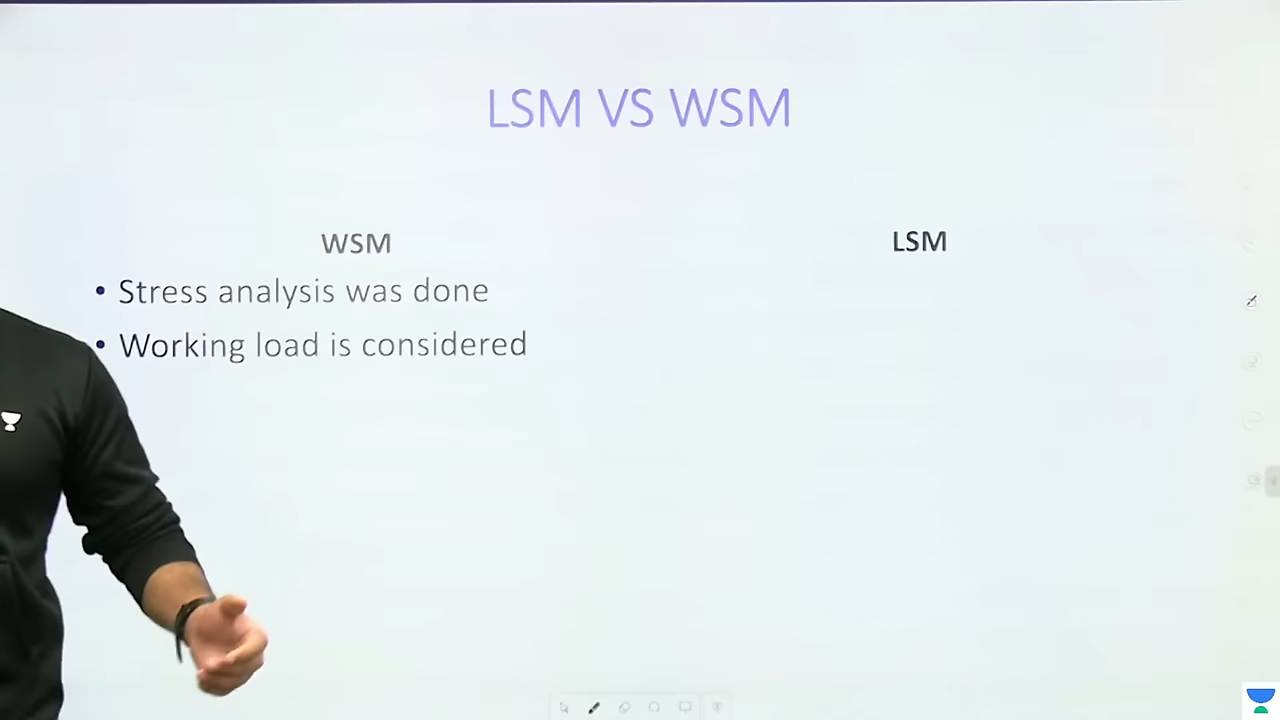 LSM VS WSM
WSM
LSM
• Stress analysis was done
• Working load is considered